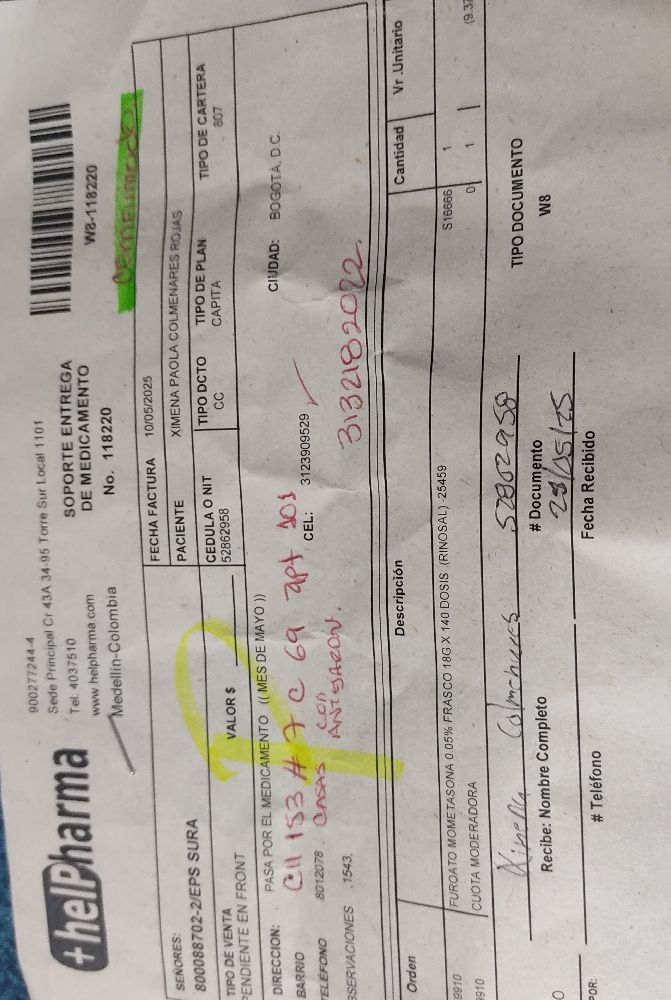 +helPharma
900277244-4
Sede Principal Cr 43A 34-95 Torre Sur Local 1101
Tel. 4037510
www.helpharma.com
Medellín-Colombia
SOPORTE ENTREGA
DE MEDICAMENTO
No. 118220
W8-118220
SEÑORES:
800088702-2/EPS SURA
FECHA FACTURA 10/05/2025
PACIENTE XIMENA PAOLA COLMENARES ROJAS
TIPO DE VENTA
PENDIENTE EN FRONT
VALOR $
CEDULA O NIT
52862958
TIPO DCTO
CC
TIPO DE PLAN
CAPITA
TIPO DE CARTERA
807
DIRECCION: PASA POR EL MEDICAMENTO (( MES DE MAYO ))
CIUDAD: BOGOTA, D.C.
Cll 153 # 7 C 69 apt 101
BARRIO
TELEFONO 8012078
CEL: 3123909529
CASAS con
ANTEJARDIN.
3132182022
OBSERVACIONES .1543,
Orden Descripción Cantidad Vr .Unitario
9910 FUROATO MOMETASONA 0.05% FRASCO 18G X 140 DOSIS (RINOSAL) -25459 S16666 1
9910 CUOTA MODERADORA 0 1 (9.37
Ximena Colmenares 52862958
Recibe: Nombre Completo # Documento
TIPO DOCUMENTO
W8
28/05/25
# Teléfono Fecha Recibido
POR: